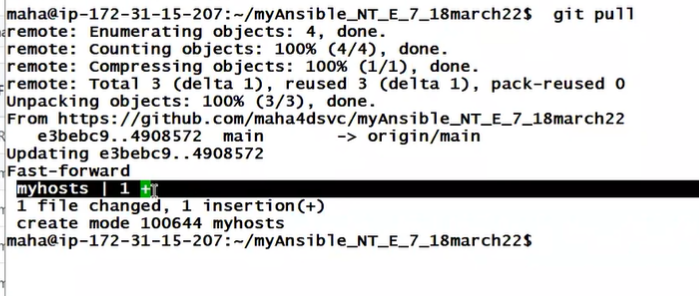 maha@ip-172-31-15-207:~/myAnsible_NT_E_7_18march22$  git pull
remote: Enumerating objects: 4, done.
remote: Counting objects: 100% (4/4), done.
remote: Compressing objects: 100% (1/1), done.
remote: Total 3 (delta 1), reused 3 (delta 1), pack-reused 0
Unpacking objects: 100% (3/3), done.
From https://github.com/maha4dsvc/myAnsible_NT_E_7_18march22
   e3bebc9..4908572  main       -> origin/main
Updating e3bebc9..4908572
Fast-forward
 myhosts | 1 +
 1 file changed, 1 insertion(+)
 create mode 100644 myhosts
maha@ip-172-31-15-207:~/myAnsible_NT_E_7_18march22$